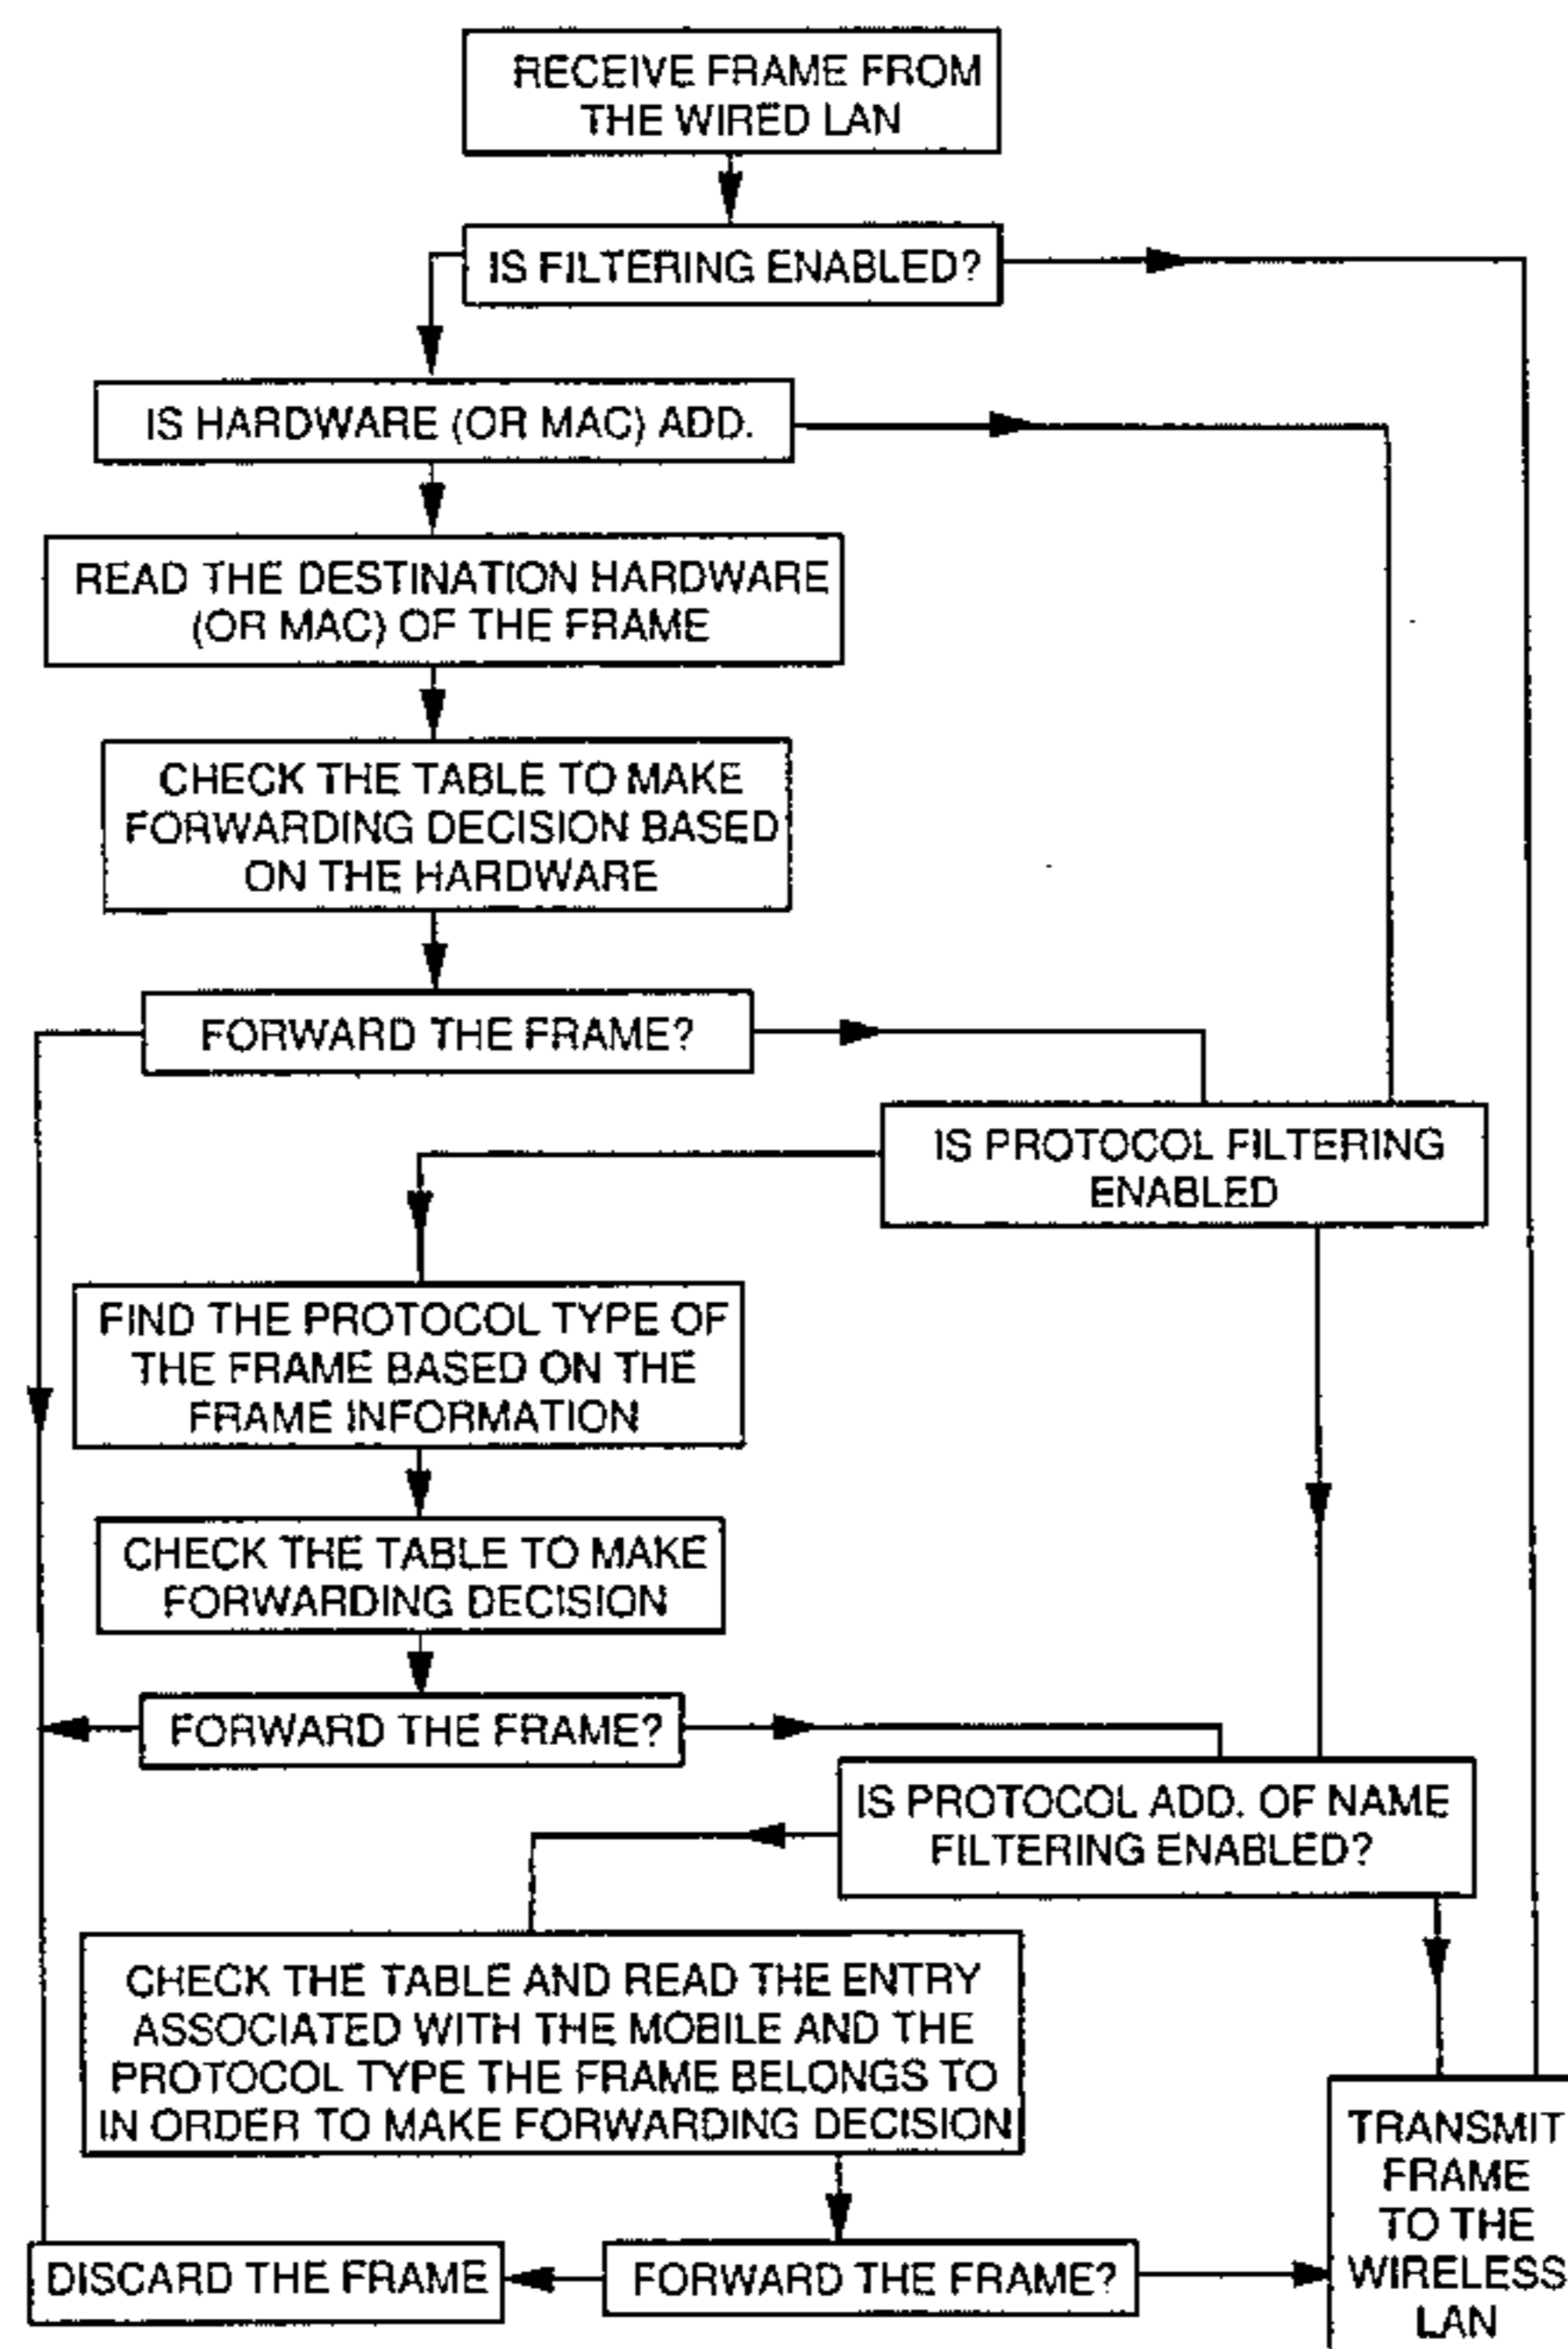 RECEIVE FRAME FROM
THE WIRED LAN
IS FILTERING ENABLED?
IS HARDWARE (OR MAC) ADD.
READ THE DESTINATION HARDWARE
(OR MAC) OF THE FRAME
CHECK THE TABLE TO MAKE
FORWARDING DECISION BASED
ON THE HARDWARE
FORWARD THE FRAME?
IS PROTOCOL FILTERING
ENABLED
FIND THE PROTOCOL TYPE OF
THE FRAME BASED ON THE
FRAME INFORMATION
CHECK THE TABLE TO MAKE
FORWARDING DECISION
FORWARD THE FRAME?
IS PROTOCOL ADD. OF NAME
FILTERING ENABLED?
CHECK THE TABLE AND READ THE ENTRY
ASSOCIATED WITH THE MOBILE AND THE
PROTOCOL TYPE THE FRAME BELONGS TO
IN ORDER TO MAKE FORWARDING DECISION
DISCARD THE FRAME
FORWARD THE FRAME?
TRANSMIT
FRAME
TO THE
WIRELESS
LAN